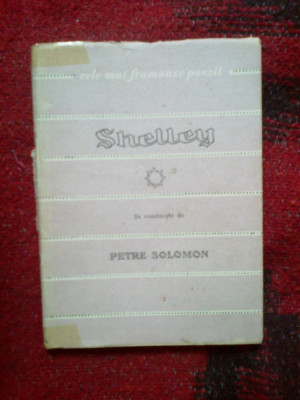 cele mai frumoase poezii
Shelley
În românește de
PETRE SOLOMON